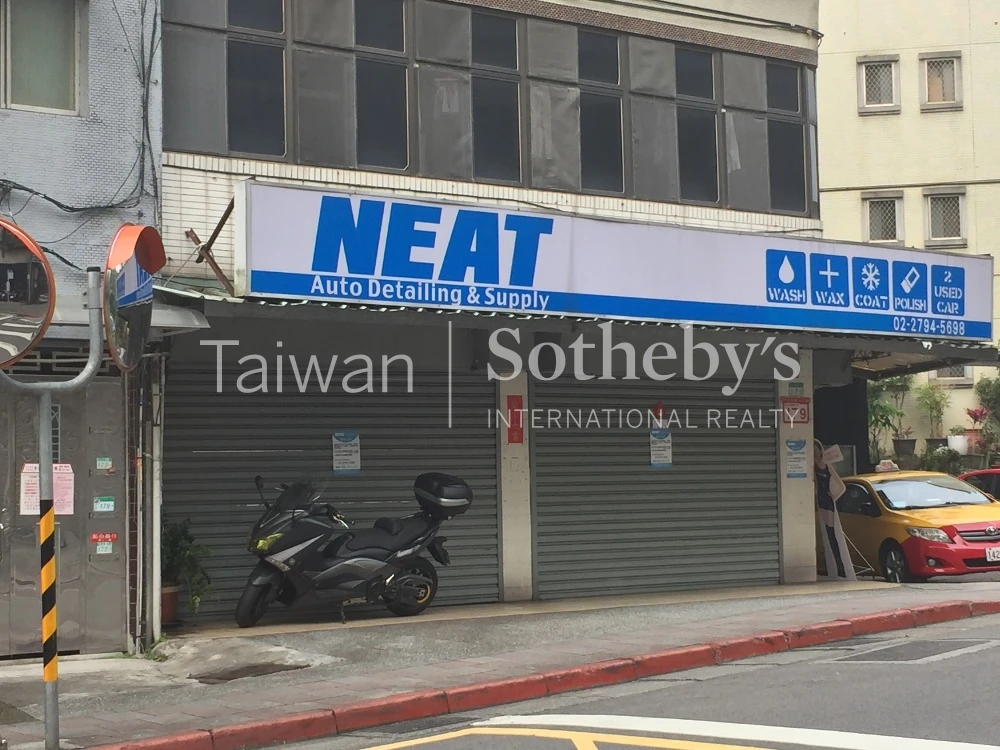 NEAT
Auto Detailing & Supply
WASH
WAX
COAT
POLISH
2
USED
CAR
02-2794-5698
Taiwan
Sotheby's
INTERNATIONAL REALTY